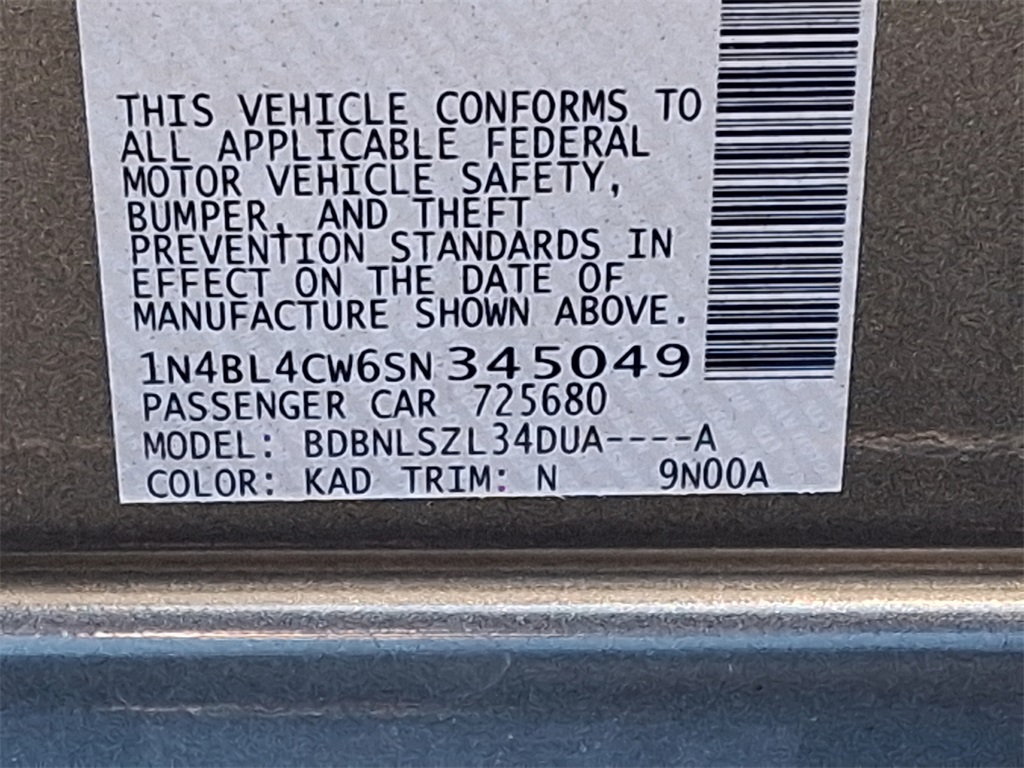 THIS VEHICLE CONFORMS TO
ALL APPLICABLE FEDERAL
MOTOR VEHICLE SAFETY,
BUMPER, AND THEFT
PREVENTION STANDARDS IN
EFFECT ON THE DATE OF
MANUFACTURE SHOWN ABOVE.
1N4BL4CW6SN345049
PASSENGER CAR 725680
MODEL: BDBNLSZL34DUA----A
COLOR: KAD TRIM: N 9N00A